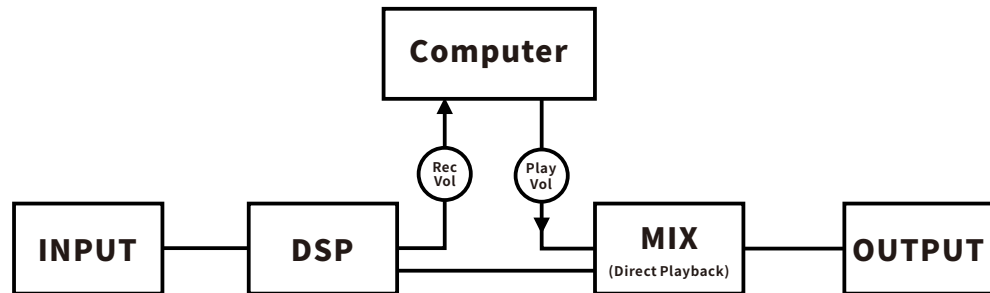 Computer
Rec
Vol
Play
Vol
INPUT
DSP
MIX
(Direct Playback)
OUTPUT